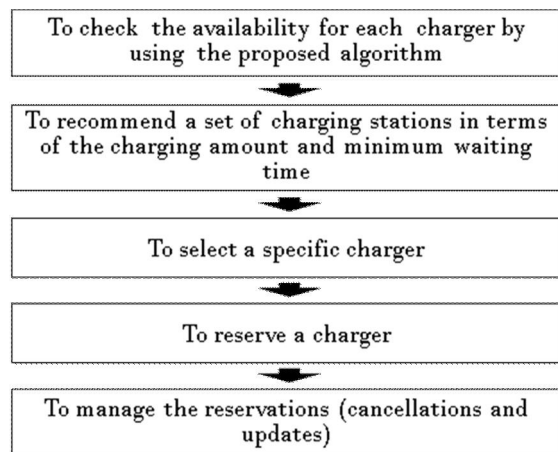 To check the availability for each charger by
using the proposed algorithm
To recommend a set of charging stations in terms
of the charging amount and minimum waiting
time
To select a specific charger
To reserve a charger
To manage the reservations (cancellations and
updates)